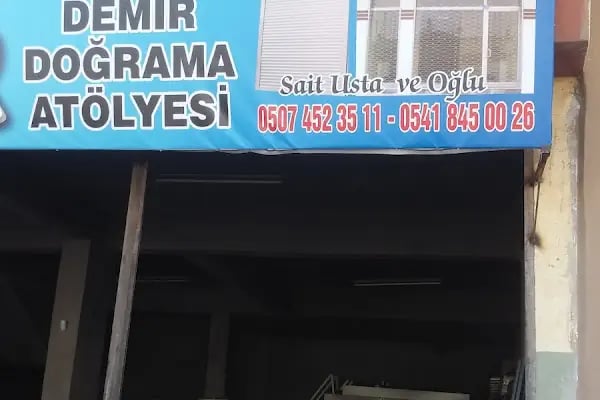 DEMİR
DOĞRAMA
ATÖLYESİ
Sait Usta ve Oğlu
0507 452 35 11 - 0541 845 00 26